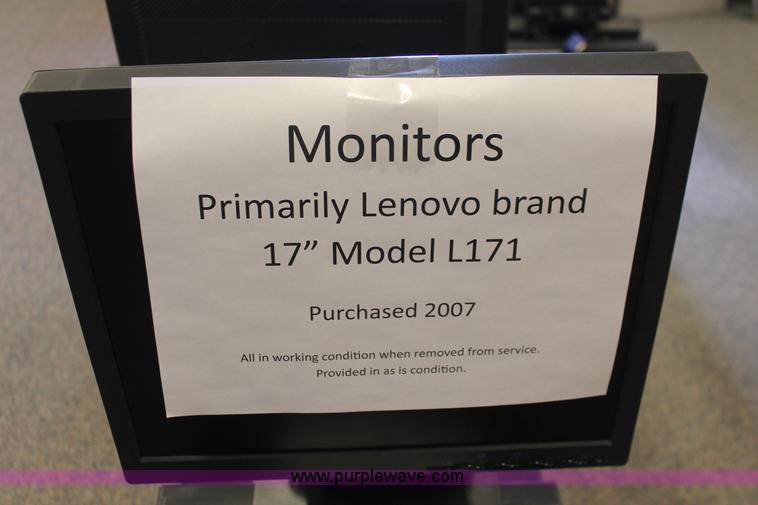 Monitors
Primarily Lenovo brand
17” Model L171
Purchased 2007
All in working condition when removed from service.
Provided in as is condition.
www.purplewave.com